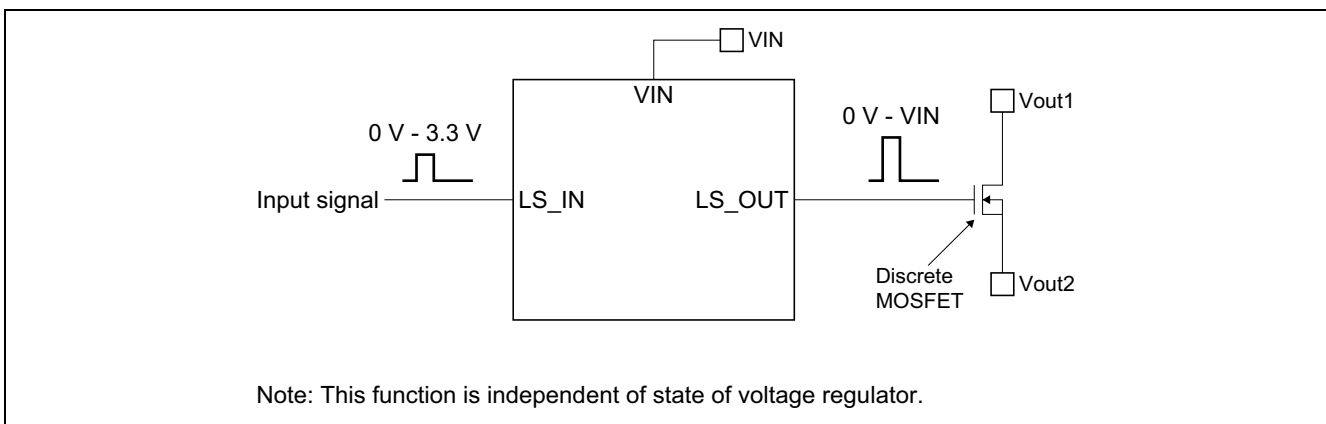 VIN
VIN
0 V - 3.3 V
0 V - VIN
Vout1
Input signal
LS_IN
LS_OUT
Discrete
MOSFET
Vout2
Note: This function is independent of state of voltage regulator.